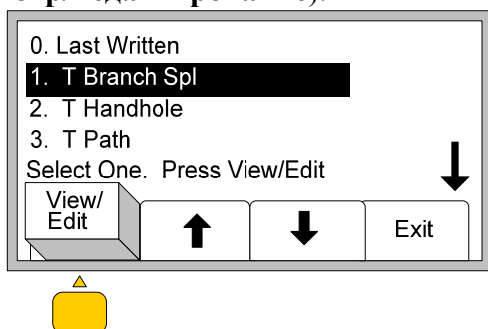 0. Last Written
1. T Branch Spl
2. T Handhole
3. T Path
Select One. Press View/Edit
View/
Edit
Exit